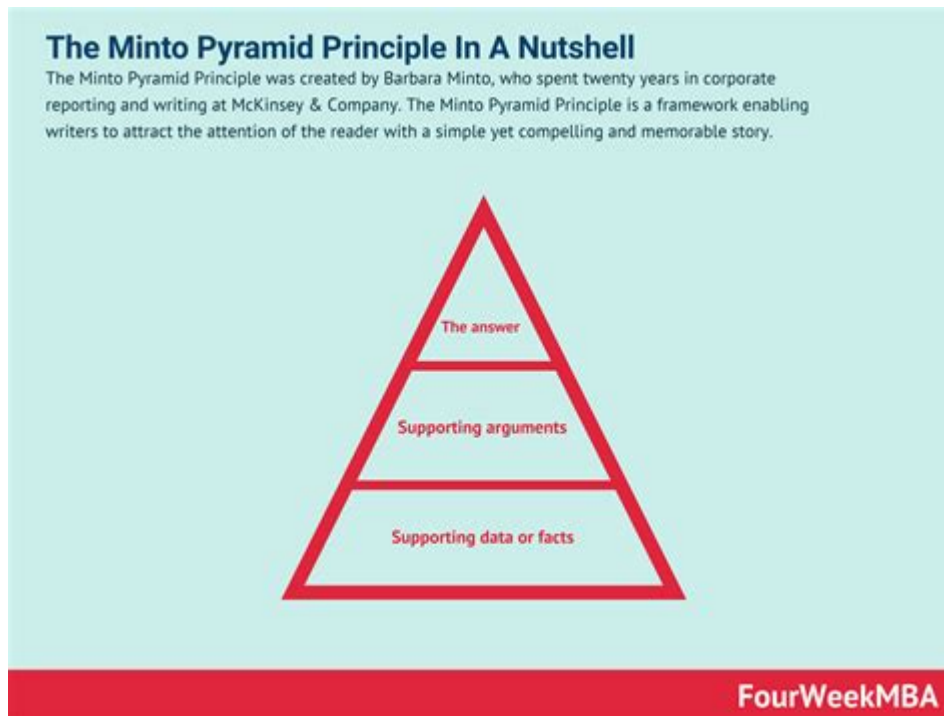 The Minto Pyramid Principle In A Nutshell
The Minto Pyramid Principle was created by Barbara Minto, who spent twenty years in corporate
reporting and writing at McKinsey & Company. The Minto Pyramid Principle is a framework enabling
writers to attract the attention of the reader with a simple yet compelling and memorable story.
The answer
Supporting arguments
Supporting data or facts
FourWeekMBA